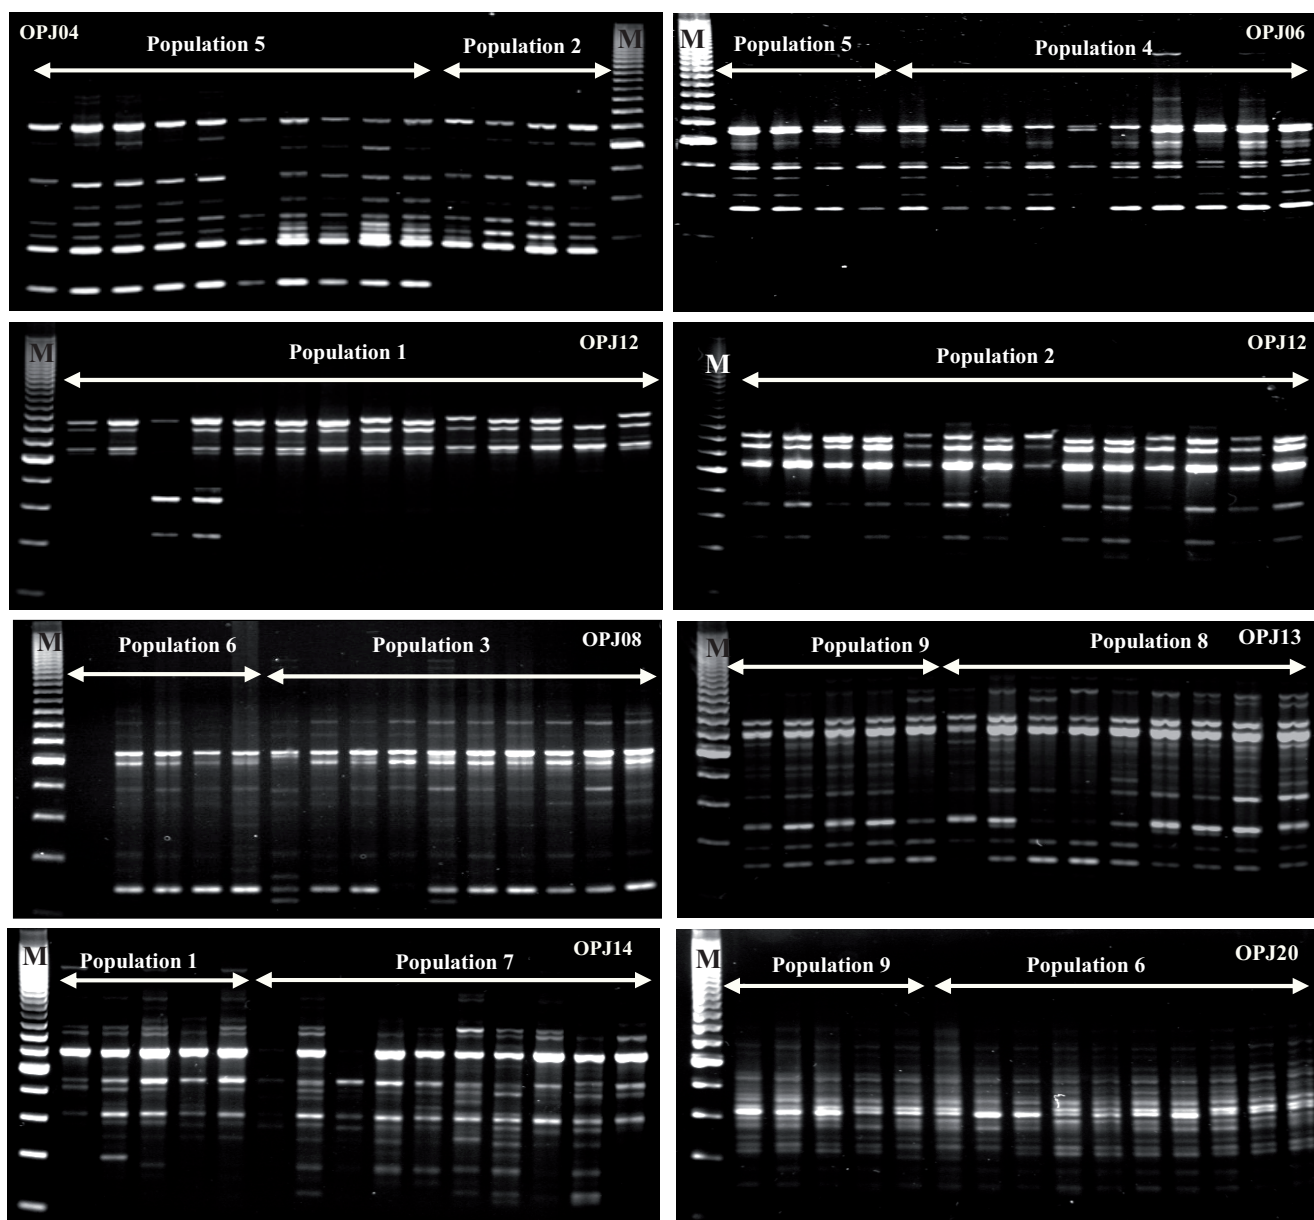 OPJ04
Population 5
Population 2
M
M
Population 5
Population 4
OPJ06
M
Population 1
OPJ12
M
Population 2
OPJ12
M
Population 6
Population 3
OPJ08
M
Population 9
Population 8
OPJ13
M
Population 1
Population 7
OPJ14
M
Population 9
Population 6
OPJ20